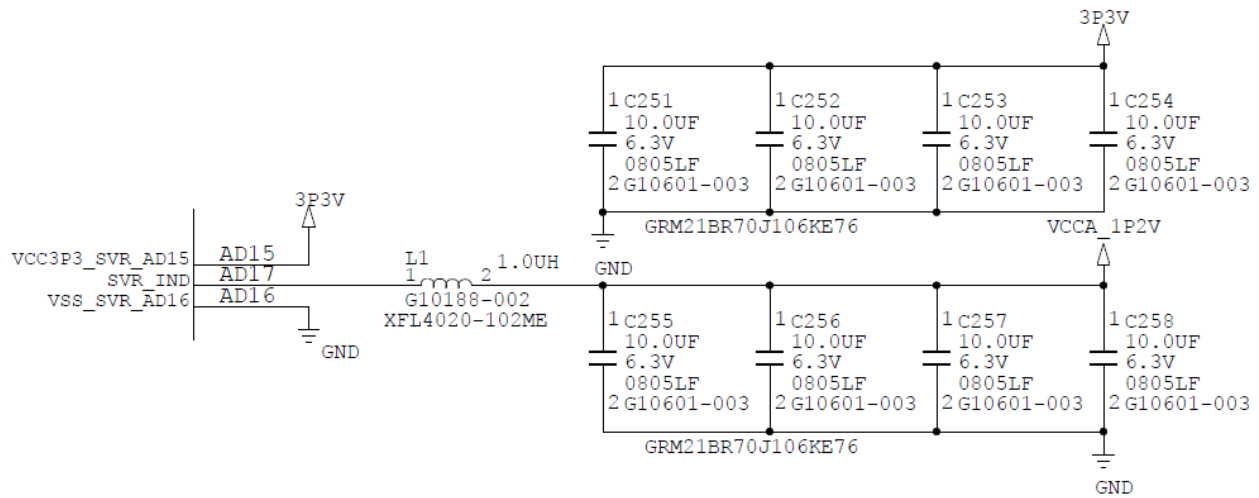 3P3V
1 C251
10.0UF
6.3V
0805LF
2 G10601-003
1 C252
10.0UF
6.3V
0805LF
2 G10601-003
1 C253
10.0UF
6.3V
0805LF
2 G10601-003
1 C254
10.0UF
6.3V
0805LF
2 G10601-003
GRM21BR70J106KE76
GND
3P3V
VCC3P3_SVR_AD15 AD15
SVR_IND AD17
VSS_SVR_AD16 AD16
GND
L1
1 2 1.0UH
G10188-002
XFL4020-102ME
VCCA_1P2V
1 C255
10.0UF
6.3V
0805LF
2 G10601-003
1 C256
10.0UF
6.3V
0805LF
2 G10601-003
1 C257
10.0UF
6.3V
0805LF
2 G10601-003
1 C258
10.0UF
6.3V
0805LF
2 G10601-003
GRM21BR70J106KE76
GND